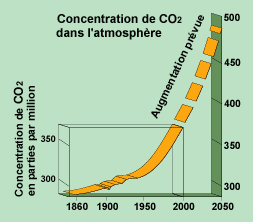 Concentration de CO2
dans l'atmosphère
Augmentation prévue
Concentration de CO2
en parties par million
350
300
500
450
400
350
300
1860
1900
1950
2000
2050